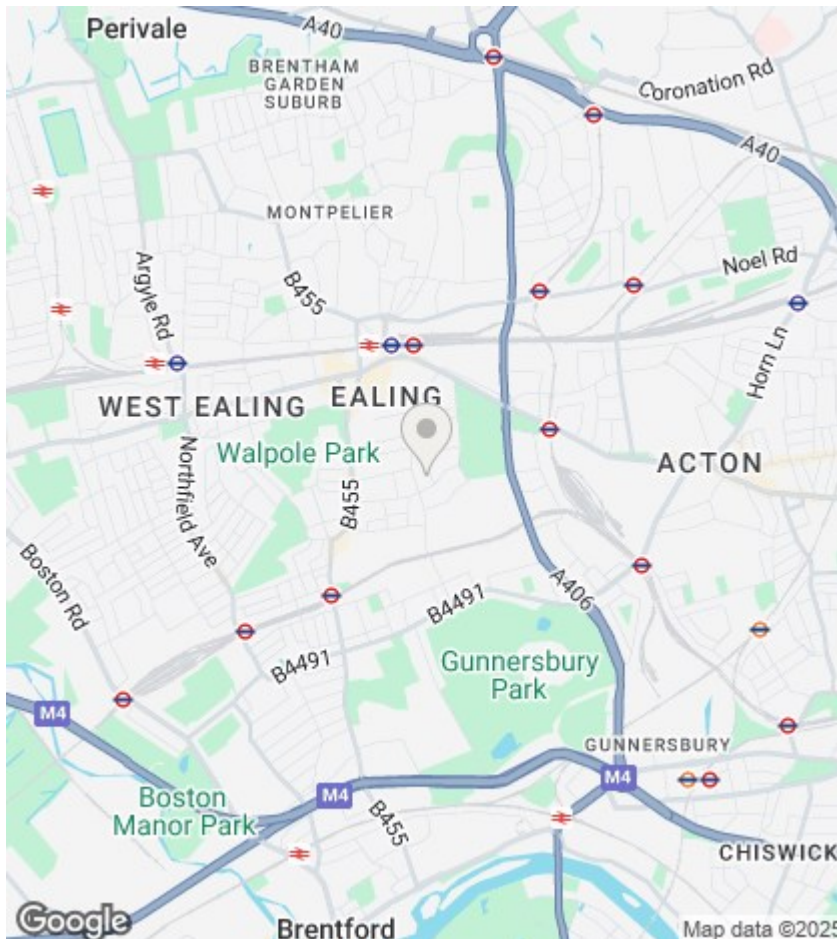 Perivale
A40
BRENTHAM
GARDEN
SUBURB
Coronation Rd
A40
MONTPELIER
Argyle Rd
B455
Noel Rd
Horn Ln
WEST EALING
EALING
Walpole Park
Northfield Ave
B455
ACTON
Boston Rd
B4491
A406
B4491
Gunnersbury
Park
M4
GUNNERSBURY
M4
M4
Boston
Manor Park
B455
CHISWICK
Google
Brentford
Map data ©2025